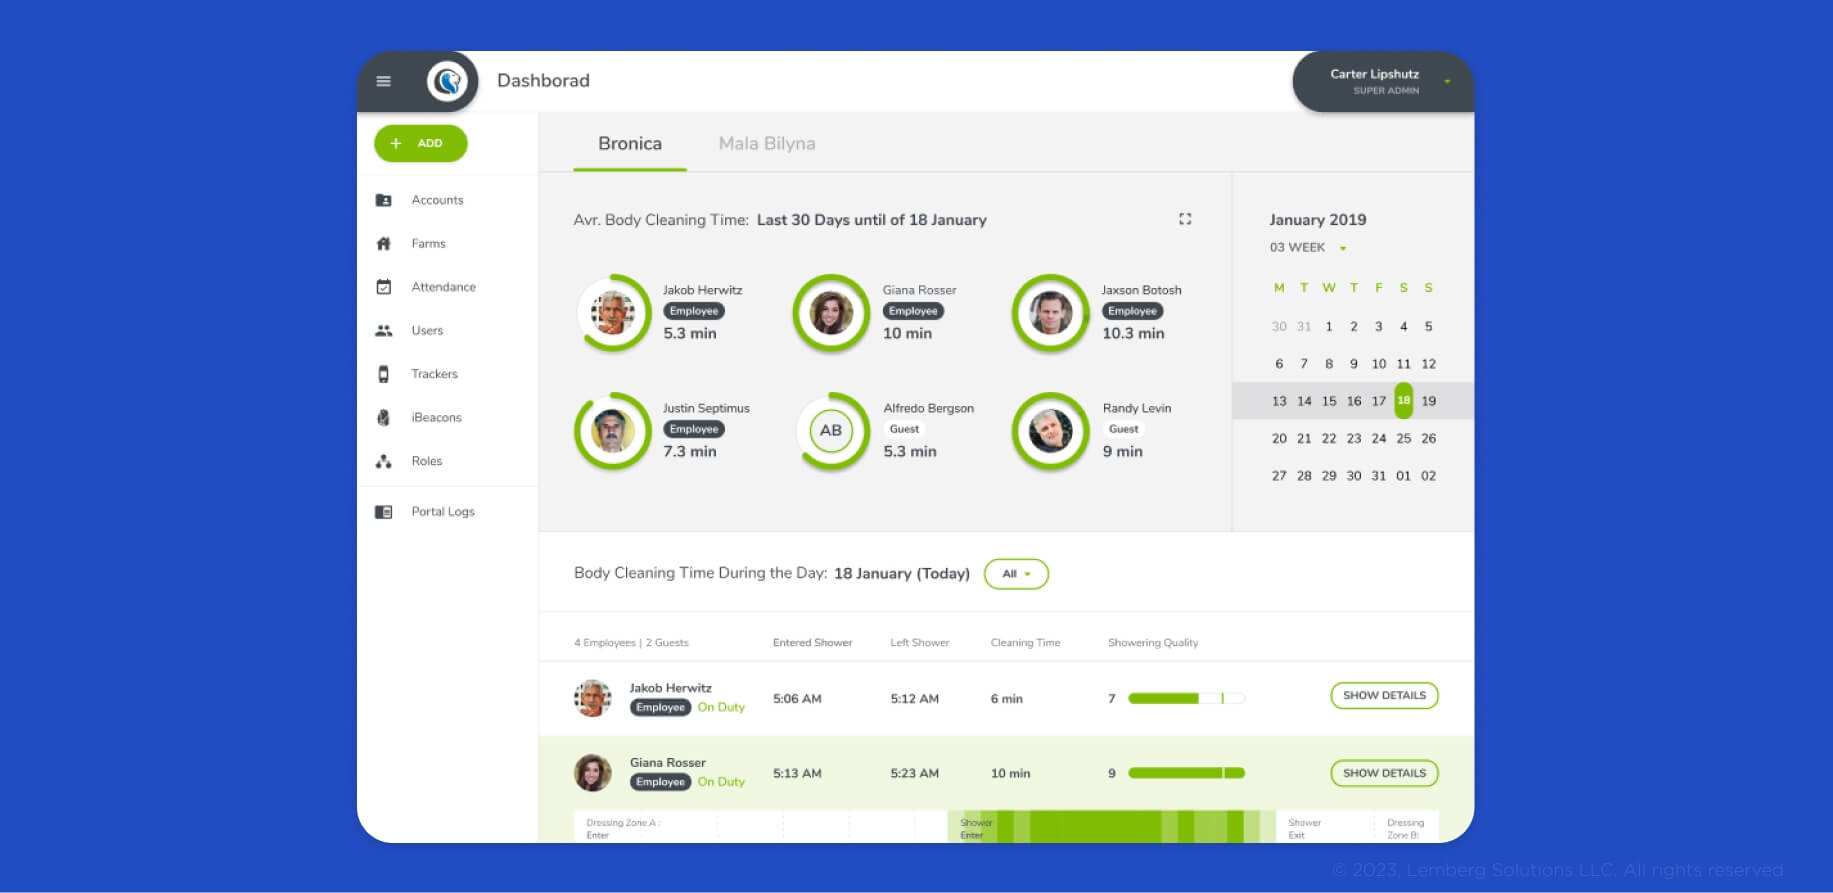 Dashborad
Carter Lipshutz
SUPER ADMIN
+ ADD
Bronica
Mala Bilyna
Accounts
Farms
Attendance
Users
Trackers
iBeacons
Roles
Portal Logs
Avr. Body Cleaning Time: Last 30 Days until of 18 January
Jakob Herwitz
Employee
5.3 min
Giana Rosser
Employee
10 min
Jaxson Botosh
Employee
10.3 min
Justin Septimus
Employee
7.3 min
AB
Alfredo Bergson
Guest
5.3 min
Randy Levin
Guest
9 min
January 2019
03 WEEK
M T W T F S S
30 31 1 2 3 4 5
6 7 8 9 10 11 12
13 14 15 16 17 18 19
20 21 22 23 24 25 26
27 28 29 30 31 01 02
Body Cleaning Time During the Day: 18 January (Today)
All
4 Employees | 2 Guests Entered Shower Left Shower Cleaning Time Showering Quality
Jakob Herwitz
Employee On Duty
5:06 AM 5:12 AM 6 min 7
SHOW DETAILS
Giana Rosser
Employee On Duty
5:13 AM 5:23 AM 10 min 9
SHOW DETAILS
Dressing Zone A :
Enter
Shower
Enter
Shower
Exit
Dressing
Zone B:
© 2023, Lemberg Solutions LLC. All rights reserved